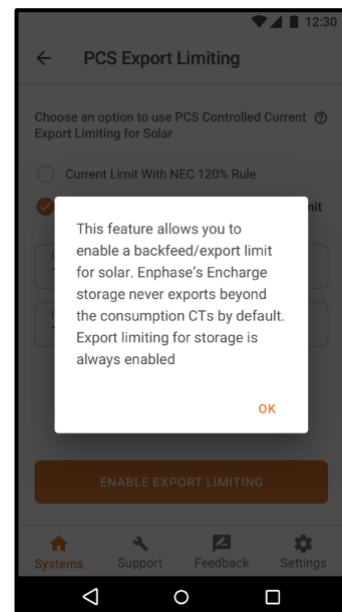 12:30
PCS Export Limiting
Choose an option to use PCS Controlled Current
Export Limiting for Solar
Current Limit With NEC 120% Rule
nit
This feature allows you to
enable a backfeed/export limit
for solar. Enphase's Encharge
storage never exports beyond
the consumption CTs by default.
Export limiting for storage is
always enabled
OK
ENABLE EXPORT LIMITING
Systems Support Feedback Settings